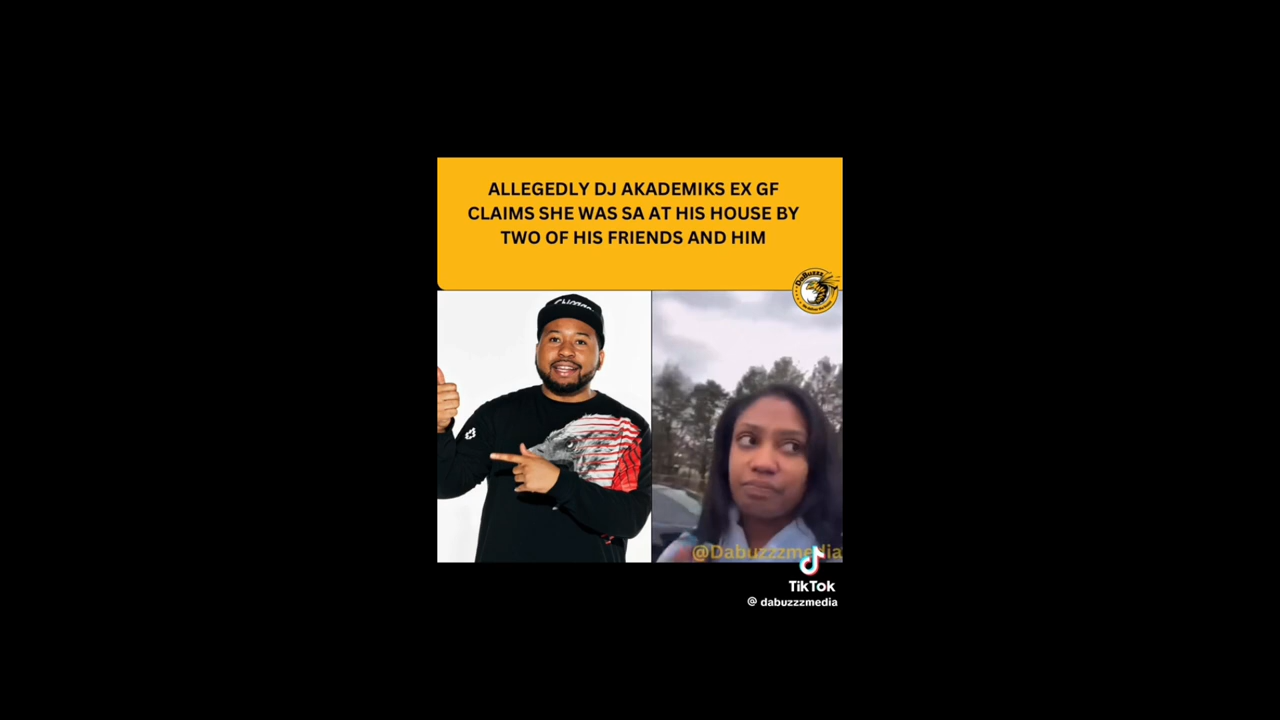 ALLEGEDLY DJ AKADEMIKS EX GF
CLAIMS SHE WAS SA AT HIS HOUSE BY
TWO OF HIS FRIENDS AND HIM
DaBuzzz
@Dabuzzzmedia
TikTok
@ dabuzzzmedia